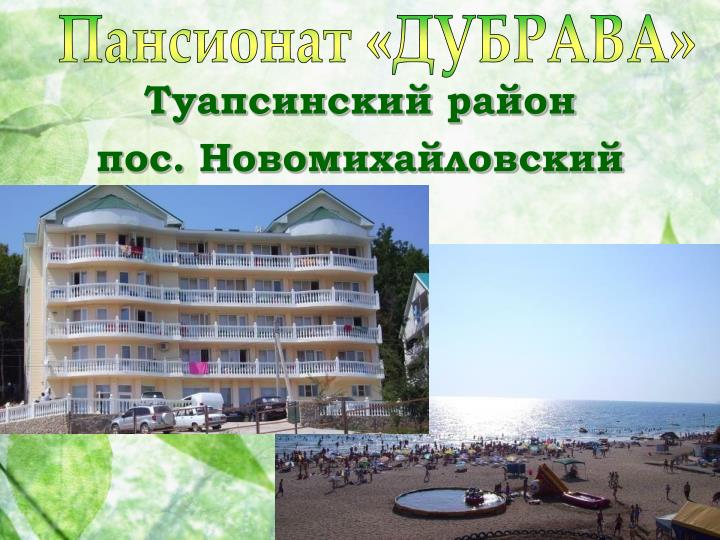 Пансионат «ДУБРАВА»
Туапсинский район
пос. Новомихайловский